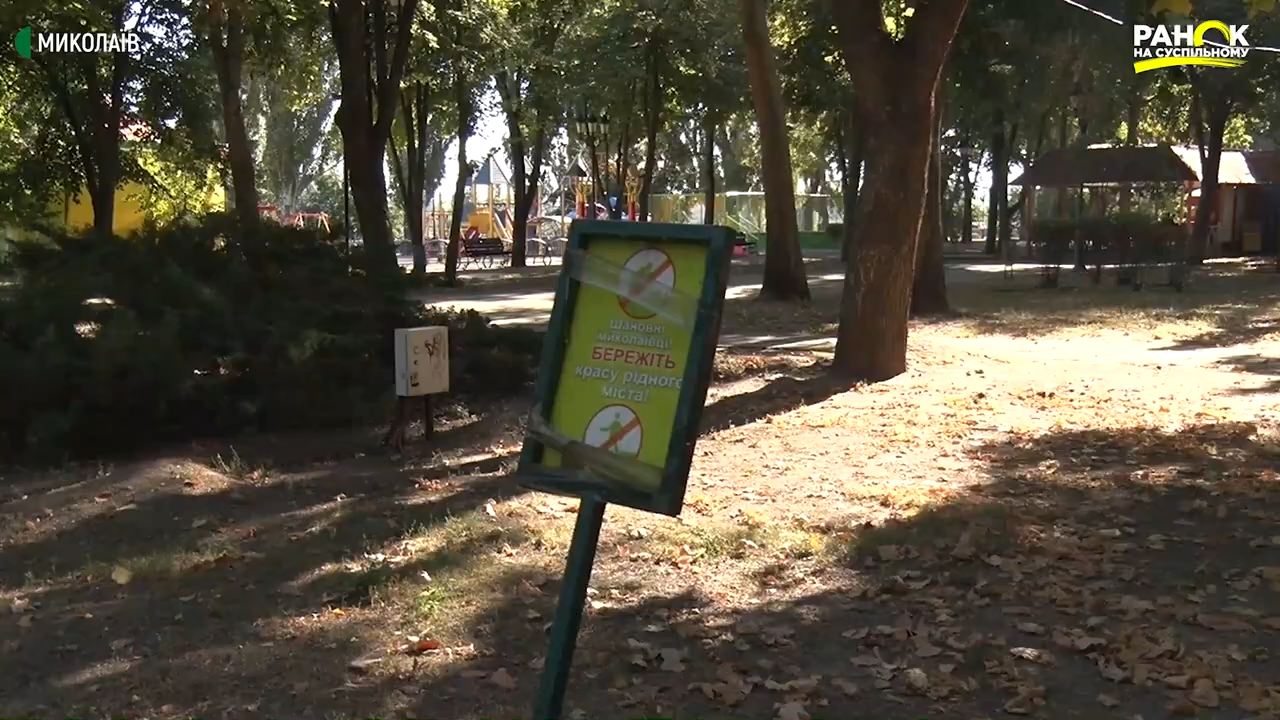 МИКОЛАЇВ
РАНОК
НА СУСПІЛЬНОМУ
Шановні
миколаївці!
БЕРЕЖІТЬ
красу рідного
міста!